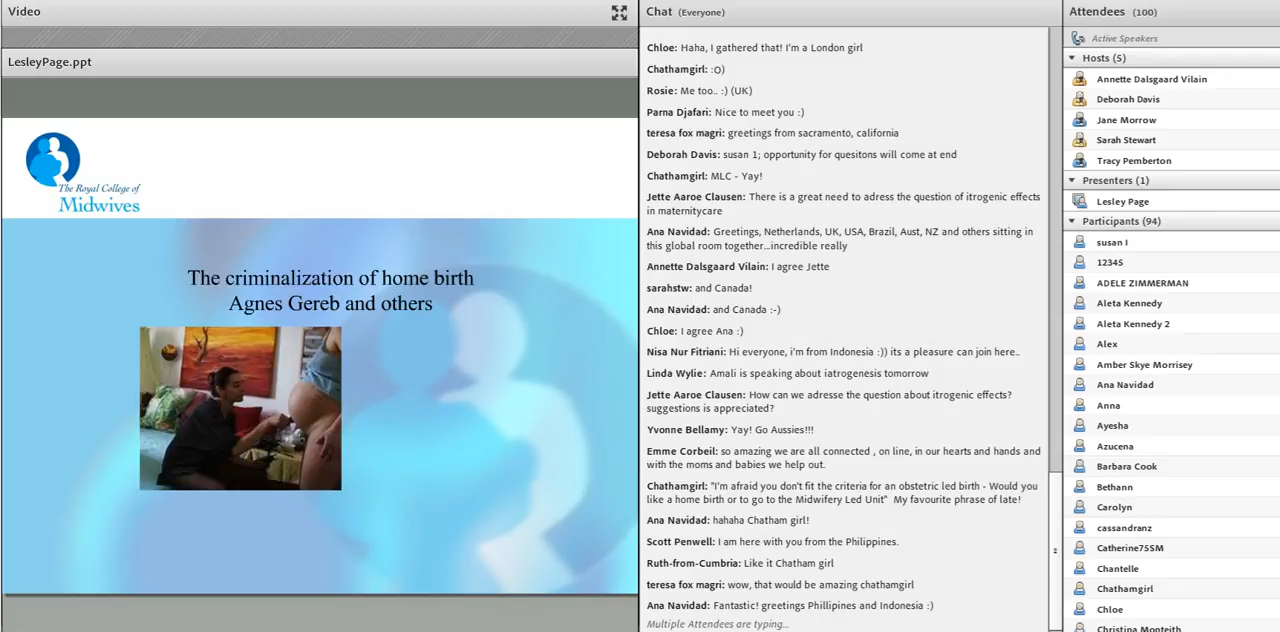 Video
LesleyPage.ppt
The Royal College of
Midwives
The criminalization of home birth
Agnes Gereb and others
Chat (Everyone)
Chloe: Haha, I gathered that! I'm a London girl
Chathamgirl: :O)
Rosie: Me too.. :) (UK)
Parna Djafari: Nice to meet you :)
teresa fox magri: greetings from sacramento, california
Deborah Davis: susan 1; opportunity for quesitons will come at end
Chathamgirl: MLC - Yay!
Jette Aaroe Clausen: There is a great need to adress the question of itrogenic effects
in maternitycare
Ana Navidad: Greetings, Netherlands, UK, USA, Brazil, Aust, NZ and others sitting in
this global room together...incredible really
Annette Dalsgaard Vilain: I agree Jette
sarahstw: and Canada!
Ana Navidad: and Canada :-)
Chloe: I agree Ana :)
Nisa Nur Fitriani: Hi everyone, i'm from Indonesia :)) its a pleasure can join here..
Linda Wylie: Amali is speaking about iatrogenesis tomorrow
Jette Aaroe Clausen: How can we adresse the question about itrogenic effects?
suggestions is appreciated?
Yvonne Bellamy: Yay! Go Aussies!!!
Emme Corbeil: so amazing we are all connected , on line, in our hearts and hands and
with the moms and babies we help out.
Chathamgirl: "I'm afraid you don't fit the criteria for an obstetric led birth - Would you
like a home birth or to go to the Midwifery Led Unit" My favourite phrase of late!
Ana Navidad: hahaha Chatham girl!
Scott Penwell: I am here with you from the Philippines.
Ruth-from-Cumbria: Like it Chatham girl
teresa fox magri: wow, that would be amazing chathamgirl
Ana Navidad: Fantastic! greetings Phillipines and Indonesia :)
Multiple Attendees are typing...
Attendees (100)
Active Speakers
Hosts (5)
Annette Dalsgaard Vilain
Deborah Davis
Jane Morrow
Sarah Stewart
Tracy Pemberton
Presenters (1)
Lesley Page
Participants (94)
susan I
12345
ADELE ZIMMERMAN
Aleta Kennedy
Aleta Kennedy 2
Alex
Amber Skye Morrisey
Ana Navidad
Anna
Ayesha
Azucena
Barbara Cook
Bethann
Carolyn
cassandranz
Catherine75SM
Chantelle
Chathamgirl
Chloe
Christina Monteith